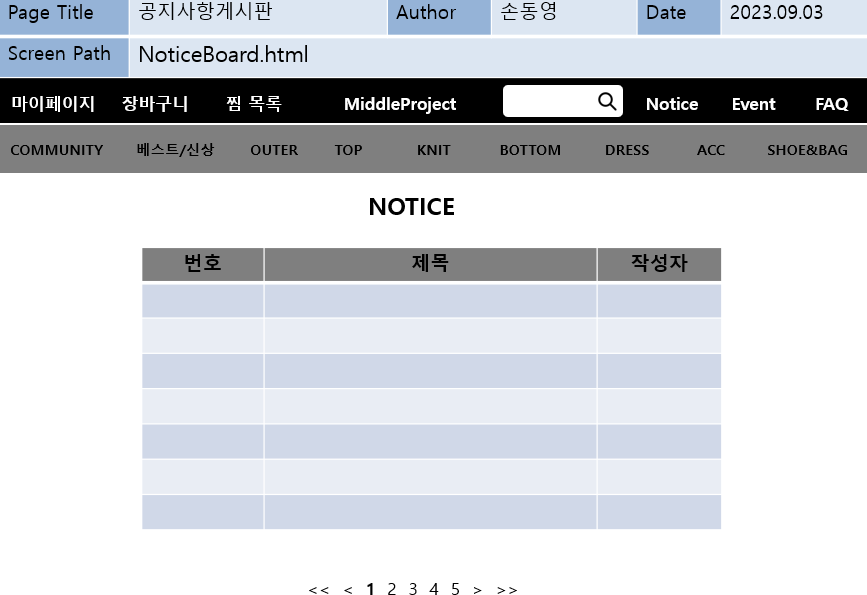 Page Title 공지사항게시판 Author 손동영 Date 2023.09.03
Screen Path NoticeBoard.html
마이페이지 장바구니 찜 목록 MiddleProject Notice Event FAQ
COMMUNITY 베스트/신상 OUTER TOP KNIT BOTTOM DRESS ACC SHOE&BAG
NOTICE
번호 제목 작성자
<< < 1 2 3 4 5 > >>